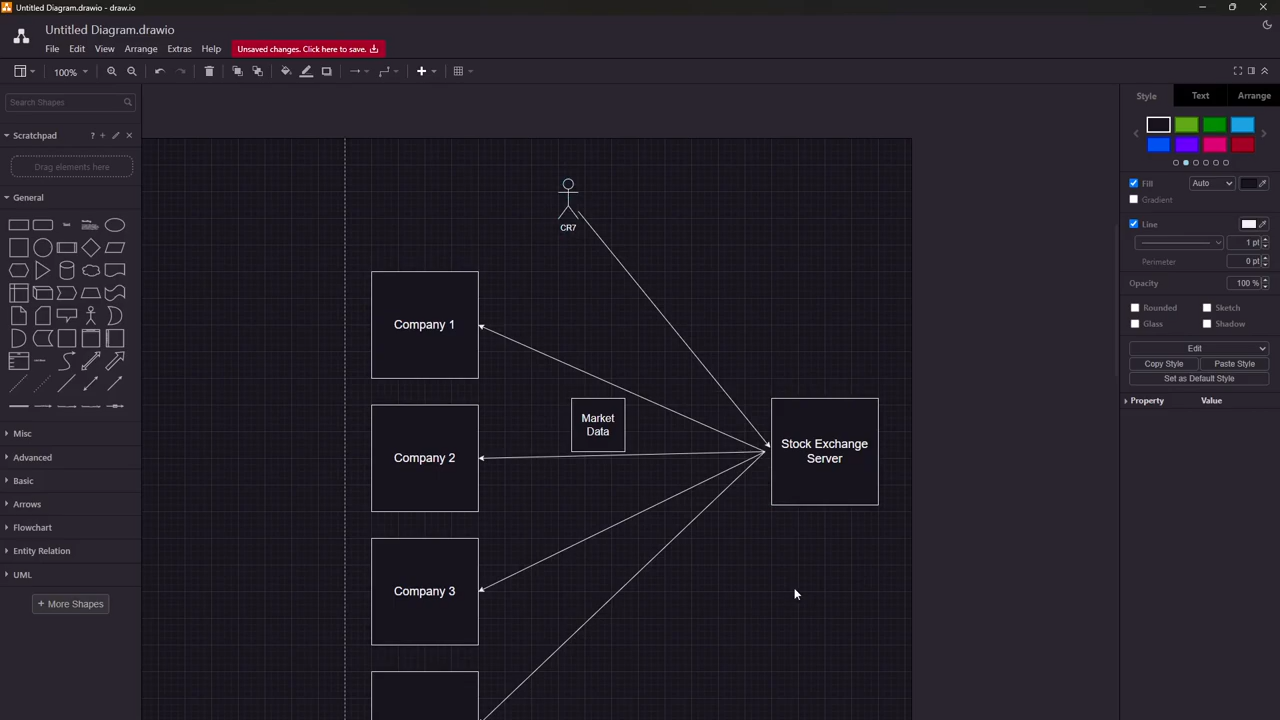 Untitled Diagram.drawio - draw.io
Untitled Diagram.drawio
File Edit View Arrange Extras Help Unsaved changes. Click here to save.
100%
Search Shapes
Scratchpad ?
Drag elements here
General
Text
Misc
Advanced
Basic
Arrows
Flowchart
Entity Relation
UML
+ More Shapes
CR7
Company 1
Market
Data
Company 2
Stock Exchange
Server
Company 3
Style Text Arrange
Fill Auto
Gradient
Line
1 pt
Perimeter 0 pt
Opacity 100 %
Rounded Sketch
Glass Shadow
Edit
Copy Style Paste Style
Set as Default Style
Property Value